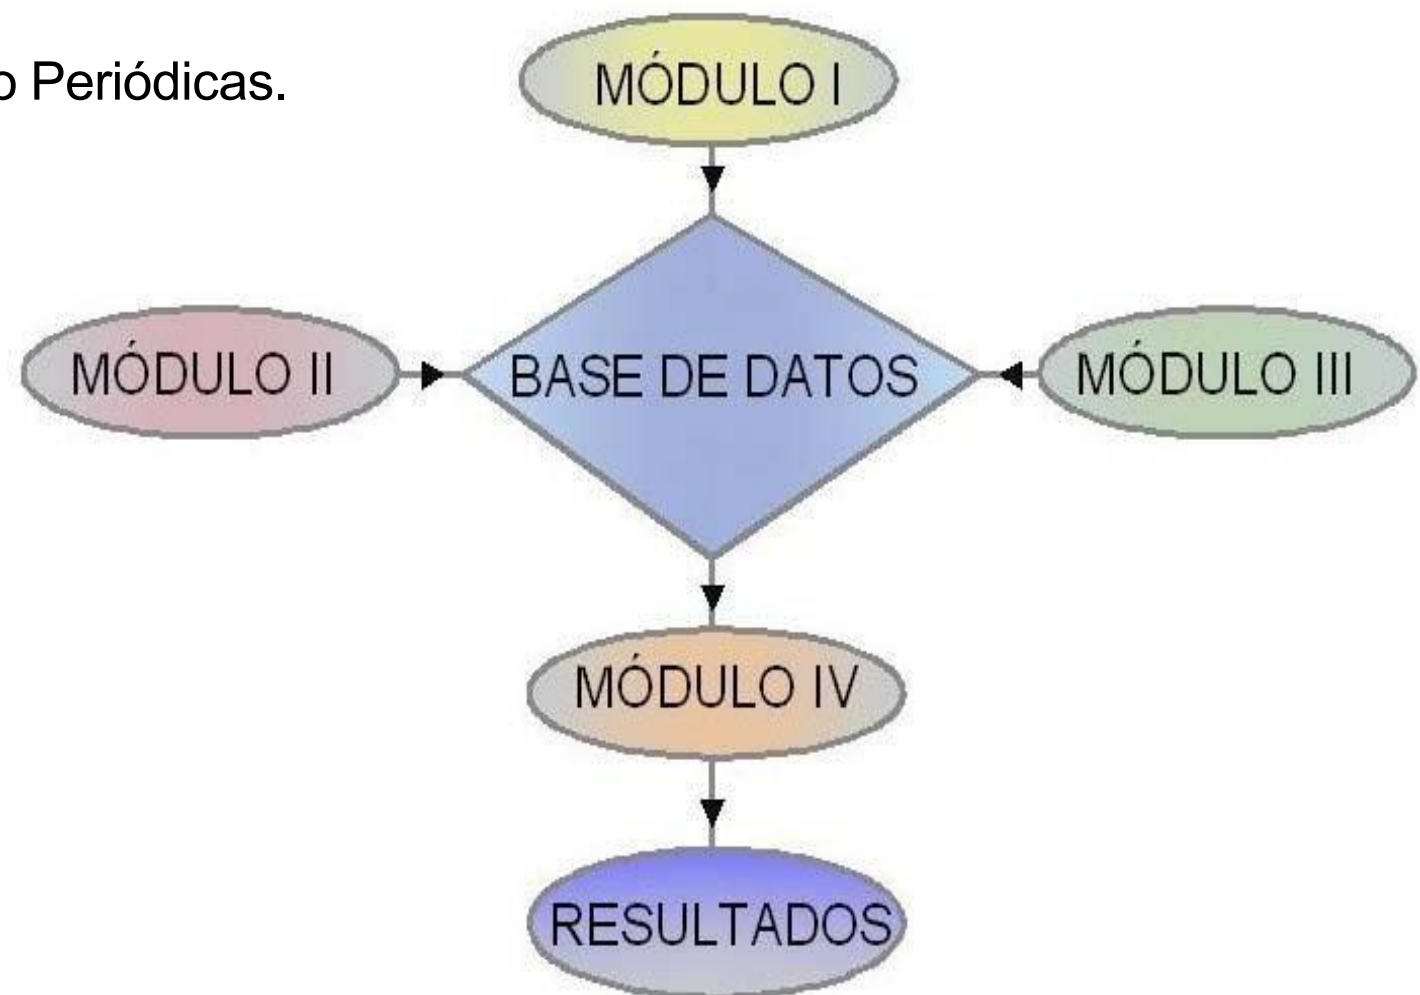 o Periódicas.
MÓDULO I
MÓDULO II
BASE DE DATOS
MÓDULO III
MÓDULO IV
RESULTADOS